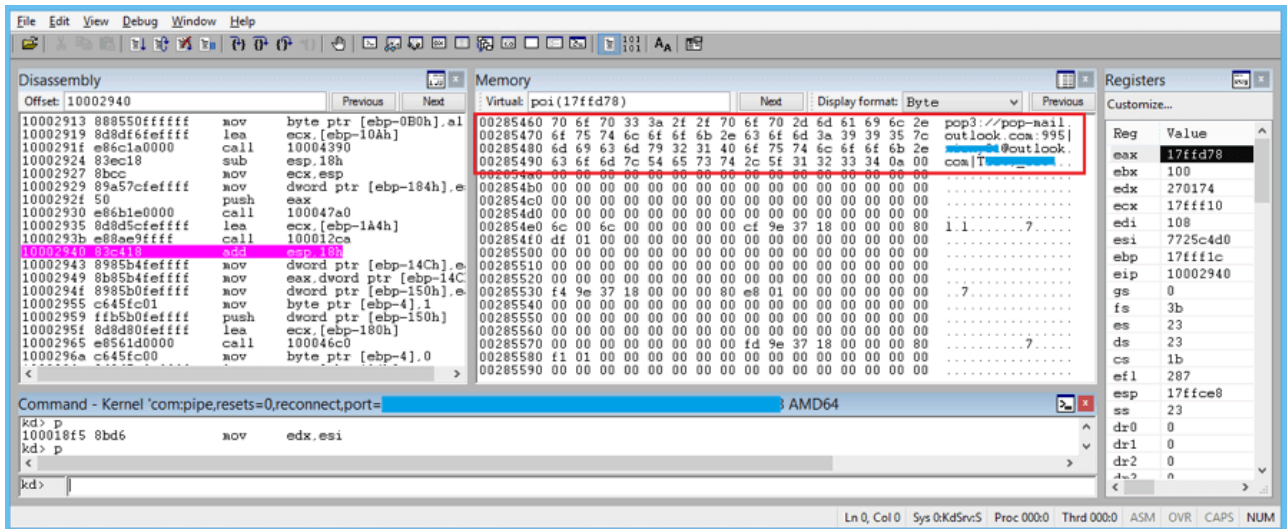 File Edit View Debug Window Help
Disassembly
Offset: 10002940 Previous Next
10002913 888550ffffff mov byte ptr [ebp-0B0h],al
10002919 8d8df6feffff lea ecx,[ebp-10Ah]
1000291f e86c1a0000 call 10004390
10002924 83ec18 sub esp,18h
10002927 8bcc mov ecx,esp
10002929 89a57cfeffff mov dword ptr [ebp-184h],e
1000292f 50 push eax
10002930 e86b1e0000 call 100047a0
10002935 8d8d5cfeffff lea ecx,[ebp-1A4h]
1000293b e88ae9ffff call 100012ca
10002940 83c418 add esp,18h
10002943 8985b4feffff mov dword ptr [ebp-14Ch],e
10002949 8b85b4feffff mov eax,dword ptr [ebp-14C
1000294f 8985b0feffff mov dword ptr [ebp-150h],e
10002955 c645fc01 mov byte ptr [ebp-4],1
10002959 ffb5b0feffff push dword ptr [ebp-150h]
1000295f 8d8d80feffff lea ecx,[ebp-180h]
10002965 e8561d0000 call 100046c0
1000296a c645fc00 mov byte ptr [ebp-4],0
Memory
Virtual: poi(17ffd78) Next Display format: Byte Previous
00285460 70 6f 70 33 3a 2f 2f 70 6f 70 2d 6d 61 69 6c 2e pop3://pop-mail.
00285470 6f 75 74 6c 6f 6f 6b 2e 63 6f 6d 3a 39 39 35 7c outlook.com:995|
00285480 6d 69 63 6d 79 32 31 40 6f 75 74 6c 6f 6f 6b 2e @outlook.
00285490 63 6f 6d 7c 54 65 73 74 2c 5f 31 32 33 34 0a 00 com|T
002854a0 00 00 00 00 00 00 00 00 00 00 00 00 00 00 00 00 ................
002854b0 00 00 00 00 00 00 00 00 00 00 00 00 00 00 00 00 ................
002854c0 00 00 00 00 00 00 00 00 00 00 00 00 00 00 00 00 ................
002854d0 00 00 00 00 00 00 00 00 00 00 00 00 00 00 00 00 ................
002854e0 6c 00 6c 00 00 00 00 00 cf 9e 37 18 00 00 00 80 l.l.......7.....
002854f0 df 01 00 00 00 00 00 00 00 00 00 00 00 00 00 00 ................
00285500 00 00 00 00 00 00 00 00 00 00 00 00 00 00 00 00 ................
00285510 00 00 00 00 00 00 00 00 00 00 00 00 00 00 00 00 ................
00285520 00 00 00 00 00 00 00 00 00 00 00 00 00 00 00 00 ................
00285530 f4 9e 37 18 00 00 00 80 e8 01 00 00 00 00 00 00 ..7.............
00285540 00 00 00 00 00 00 00 00 00 00 00 00 00 00 00 00 ................
00285550 00 00 00 00 00 00 00 00 00 00 00 00 00 00 00 00 ................
00285560 00 00 00 00 00 00 00 00 00 00 00 00 00 00 00 00 ................
00285570 00 00 00 00 00 00 00 00 fd 9e 37 18 00 00 00 80 ..........7.....
00285580 f1 01 00 00 00 00 00 00 00 00 00 00 00 00 00 00 ................
00285590 00 00 00 00 00 00 00 00 00 00 00 00 00 00 00 00 ................
Registers
Customize...
Reg Value
eax 17ffd78
ebx 100
edx 270174
ecx 17fff10
edi 108
esi 7725c4d0
ebp 17fff1c
eip 10002940
gs 0
fs 3b
es 23
ds 23
cs 1b
efl 287
esp 17ffce8
ss 23
dr0 0
dr1 0
dr2 0
Command - Kernel 'com:pipe,resets=0,reconnect,port= AMD64
kd> p
100018f5 8bd6 mov edx,esi
kd> p
kd>
Ln 0, Col 0 Sys 0:KdSrv:S Proc 000:0 Thrd 000:0 ASM OVR CAPS NUM